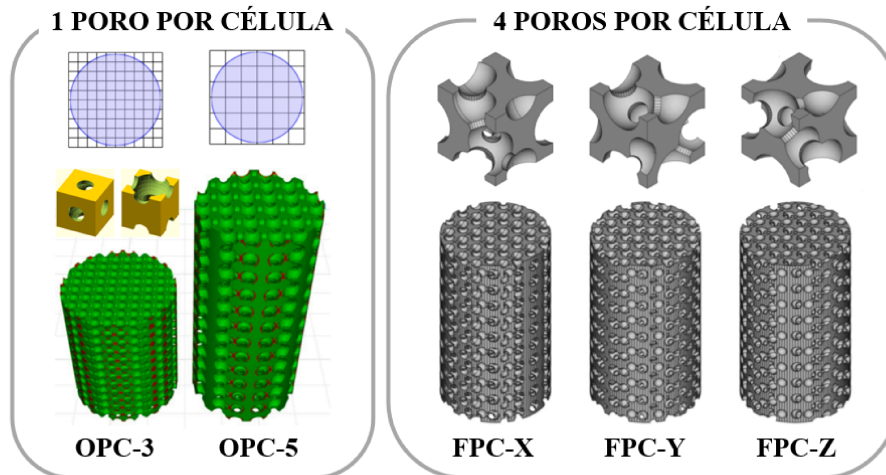 1 PORO POR CÉLULA
4 POROS POR CÉLULA
OPC-3
OPC-5
FPC-X
FPC-Y
FPC-Z